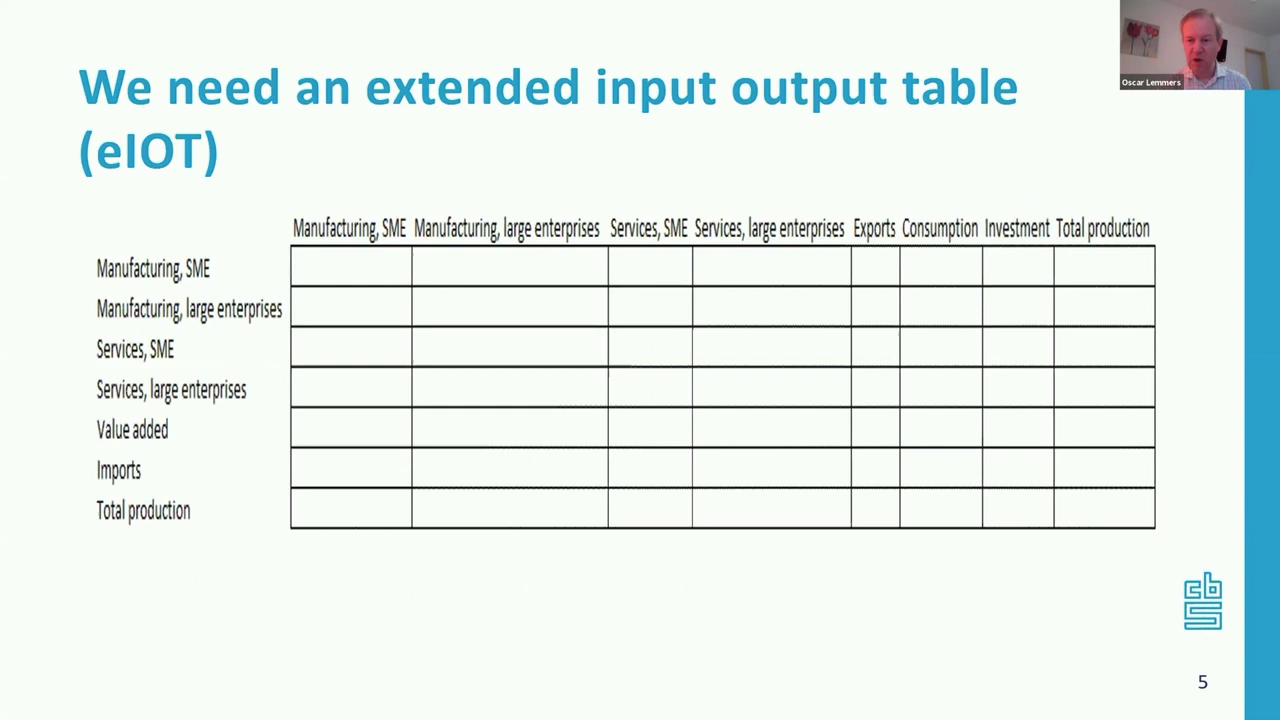 Oscar Lemmers
We need an extended input output table
(eIOT)
Manufacturing, SME Manufacturing, large enterprises Services, SME Services, large enterprises Exports Consumption Investment Total production
Manufacturing, SME
Manufacturing, large enterprises
Services, SME
Services, large enterprises
Value added
Imports
Total production
cbs
5